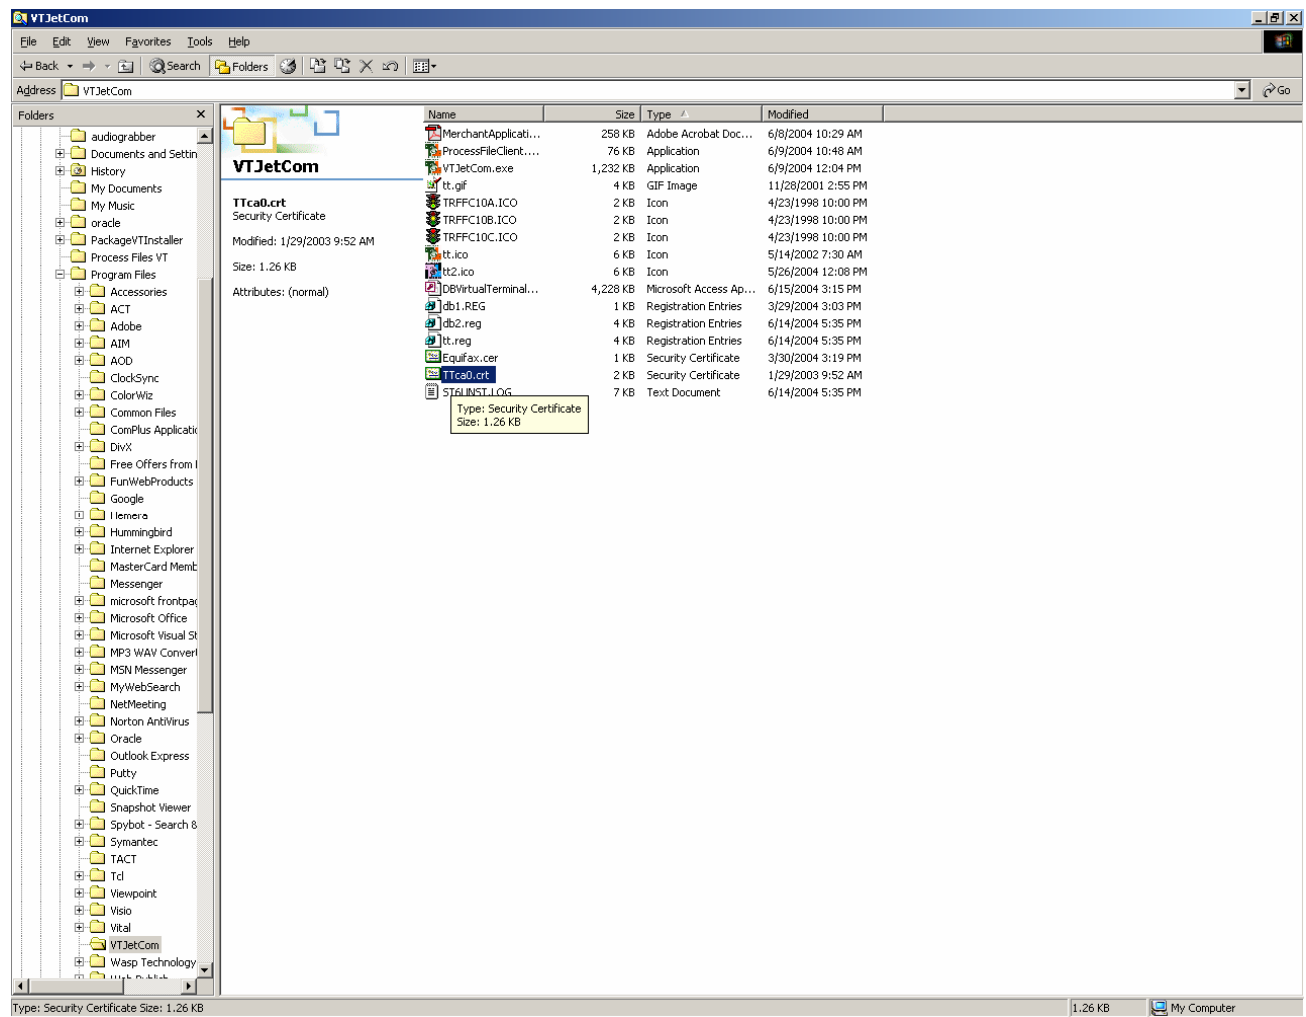 VTJetCom
File Edit View Favorites Tools Help
Back Search Folders
Address VTJetCom Go
Folders
audiograbber
Documents and Settin
History
My Documents
My Music
oracle
PackageVTInstaller
Process Files VT
Program Files
Accessories
ACT
Adobe
AIM
AOD
ClockSync
ColorWiz
Common Files
ComPlus Applicatio
DivX
Free Offers from
FunWebProducts
Google
Hemera
Hummingbird
Internet Explorer
MasterCard Memb
Messenger
microsoft frontpag
Microsoft Office
Microsoft Visual St
MP3 WAV Convert
MSN Messenger
MyWebSearch
NetMeeting
Norton AntiVirus
Oracle
Outlook Express
Putty
QuickTime
Snapshot Viewer
Spybot - Search &
Symantec
TACT
Tcl
Viewpoint
Visio
Vital
VTJetCom
Wasp Technology
Web Publish
VTJetCom
TTca0.crt
Security Certificate
Modified: 1/29/2003 9:52 AM
Size: 1.26 KB
Attributes: (normal)
Name Size Type Modified
MerchantApplicati... 258 KB Adobe Acrobat Doc... 6/8/2004 10:29 AM
ProcessFileClient.... 76 KB Application 6/9/2004 10:48 AM
VTJetCom.exe 1,232 KB Application 6/9/2004 12:04 PM
tt.gif 4 KB GIF Image 11/28/2001 2:55 PM
TRFFC10A.ICO 2 KB Icon 4/23/1998 10:00 PM
TRFFC10B.ICO 2 KB Icon 4/23/1998 10:00 PM
TRFFC10C.ICO 2 KB Icon 4/23/1998 10:00 PM
tt.ico 6 KB Icon 5/14/2002 7:30 AM
tt2.ico 6 KB Icon 5/26/2004 12:08 PM
DBVirtualTerminal... 4,228 KB Microsoft Access Ap... 6/15/2004 3:15 PM
db1.REG 1 KB Registration Entries 3/29/2004 3:03 PM
db2.reg 4 KB Registration Entries 6/14/2004 5:35 PM
tt.reg 4 KB Registration Entries 6/14/2004 5:35 PM
Equifax.cer 1 KB Security Certificate 3/30/2004 3:19 PM
TTca0.crt 2 KB Security Certificate 1/29/2003 9:52 AM
ST6UNST.LOG 7 KB Text Document 6/14/2004 5:35 PM
Type: Security Certificate
Size: 1.26 KB
Type: Security Certificate Size: 1.26 KB 1.26 KB My Computer